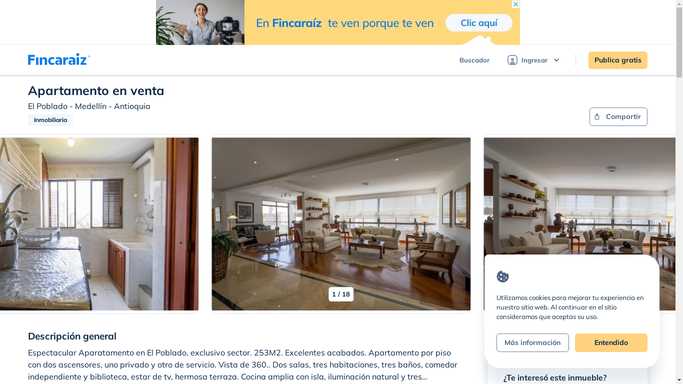 En Fincaraíz te ven porque te ven
Clic aquí
Fincaraíz
Buscador
Ingresar
Publica gratis
Apartamento en venta
El Poblado - Medellín - Antioquia
Inmobiliaria
Compartir
1 / 18
Descripción general
Espectacular Aparatamento en El Poblado, exclusivo sector. 253M2. Excelentes acabados. Apartamento por piso
con dos ascensores, uno privado y otro de servicio. Vista de 360.. Dos salas, tres habitaciones, tres baños, comedor
independiente y biblioteca, estar de tv, hermosa terraza. Cocina amplia con isla, iluminación natural y tres...
Utilizamos cookies para mejorar tu experiencia en
nuestro sitio web. Al continuar en el sitio
consideramos que aceptas su uso.
Más información
Entendido
¿Te interesó este inmueble?